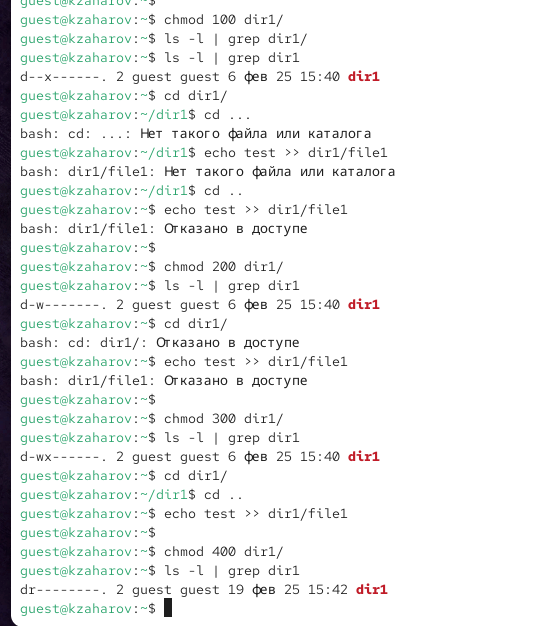 guest@kzaharov:~$
guest@kzaharov:~$ chmod 100 dir1/
guest@kzaharov:~$ ls -l | grep dir1/
guest@kzaharov:~$ ls -l | grep dir1
d--x------. 2 guest guest 6 фев 25 15:40 dir1
guest@kzaharov:~$ cd dir1/
guest@kzaharov:~/dir1$ cd ...
bash: cd: ...: Нет такого файла или каталога
guest@kzaharov:~/dir1$ echo test >> dir1/file1
bash: dir1/file1: Нет такого файла или каталога
guest@kzaharov:~/dir1$ cd ..
guest@kzaharov:~$ echo test >> dir1/file1
bash: dir1/file1: Отказано в доступе
guest@kzaharov:~$
guest@kzaharov:~$ chmod 200 dir1/
guest@kzaharov:~$ ls -l | grep dir1
d-w-------. 2 guest guest 6 фев 25 15:40 dir1
guest@kzaharov:~$ cd dir1/
bash: cd: dir1/: Отказано в доступе
guest@kzaharov:~$ echo test >> dir1/file1
bash: dir1/file1: Отказано в доступе
guest@kzaharov:~$
guest@kzaharov:~$ chmod 300 dir1/
guest@kzaharov:~$ ls -l | grep dir1
d-wx------. 2 guest guest 6 фев 25 15:40 dir1
guest@kzaharov:~$ cd dir1/
guest@kzaharov:~/dir1$ cd ..
guest@kzaharov:~$ echo test >> dir1/file1
guest@kzaharov:~$
guest@kzaharov:~$ chmod 400 dir1/
guest@kzaharov:~$ ls -l | grep dir1
dr--------. 2 guest guest 19 фев 25 15:42 dir1
guest@kzaharov:~$